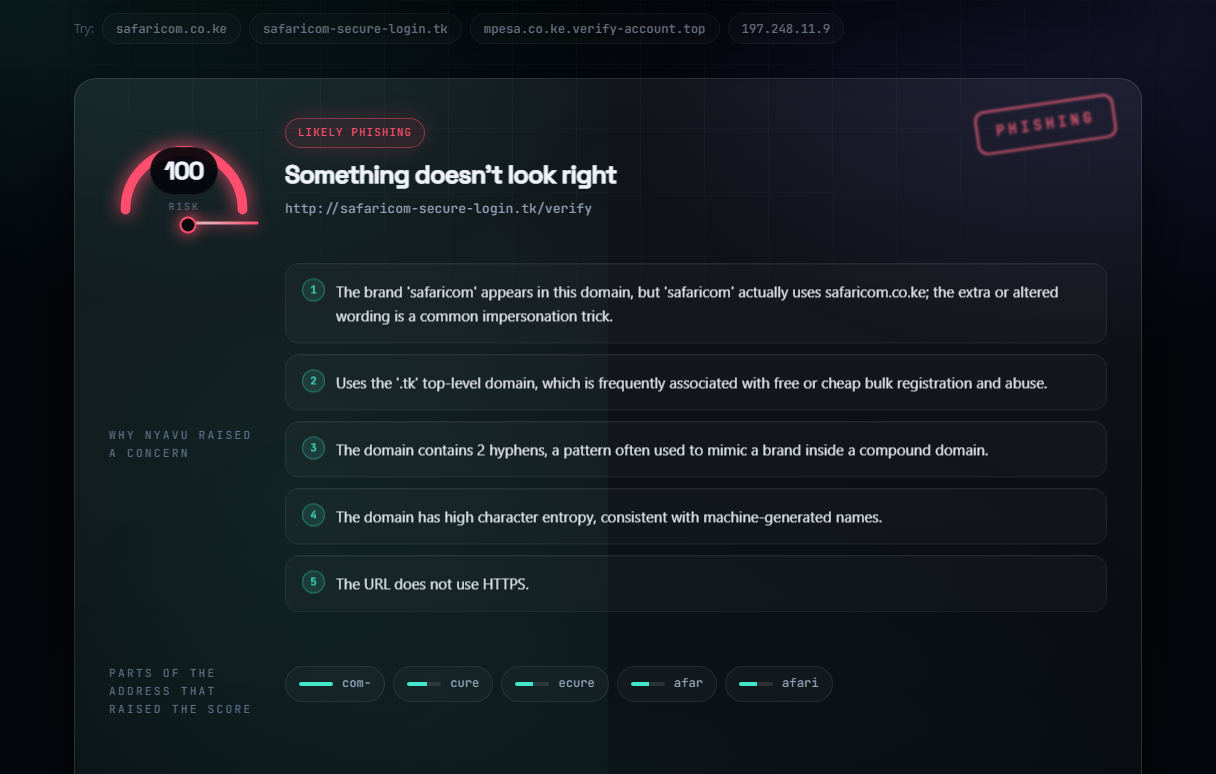 Try: safaricom.co.ke safaricom-secure-login.tk mpesa.co.ke.verify-account.top 197.248.11.9
PHISHING
LIKELY PHISHING
100
RISK
Something doesn’t look right
http://safaricom-secure-login.tk/verify
WHY NYAVU RAISED
A CONCERN
1 The brand 'safaricom' appears in this domain, but 'safaricom' actually uses safaricom.co.ke; the extra or altered
wording is a common impersonation trick.
2 Uses the '.tk' top-level domain, which is frequently associated with free or cheap bulk registration and abuse.
3 The domain contains 2 hyphens, a pattern often used to mimic a brand inside a compound domain.
4 The domain has high character entropy, consistent with machine-generated names.
5 The URL does not use HTTPS.
PARTS OF THE
ADDRESS THAT
RAISED THE SCORE
com- cure ecure afar afari